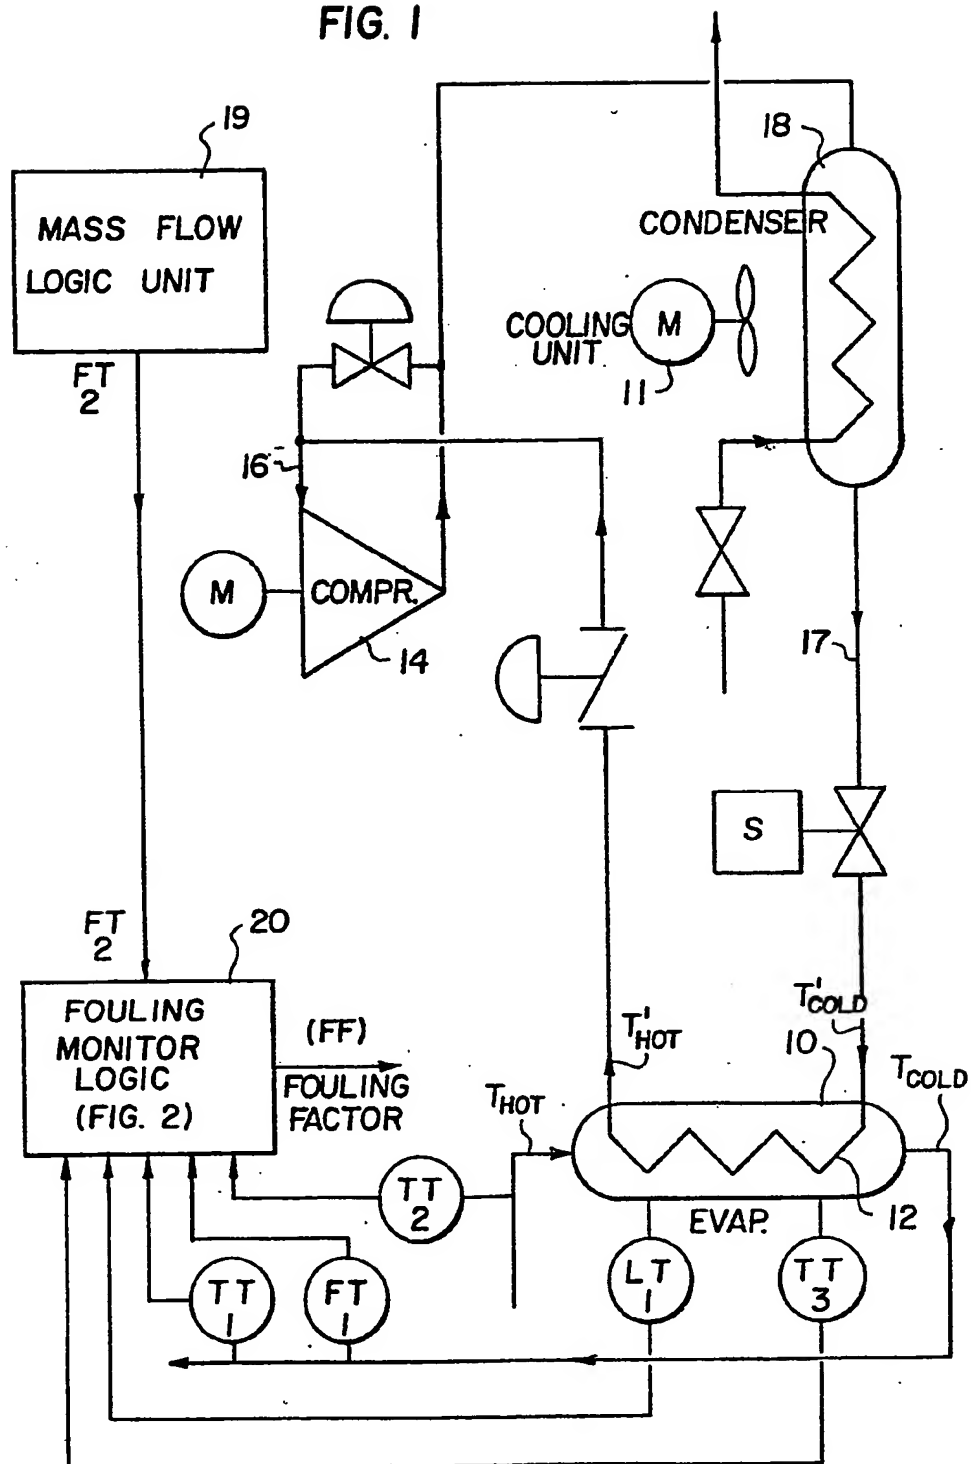 FIG. 1
19
MASS FLOW
LOGIC UNIT
FT
2
18
CONDENSER
COOLING
UNIT
M
11
16
M
COMPR.
14
17
S
FT
2
20
FOULING
MONITOR
LOGIC
(FIG. 2)
(FF)
FOULING
FACTOR
T'HOT
T'COLD
10
TCOLD
THOT
12
EVAP.
TT
2
TT
1
FT
1
LT
1
TT
3